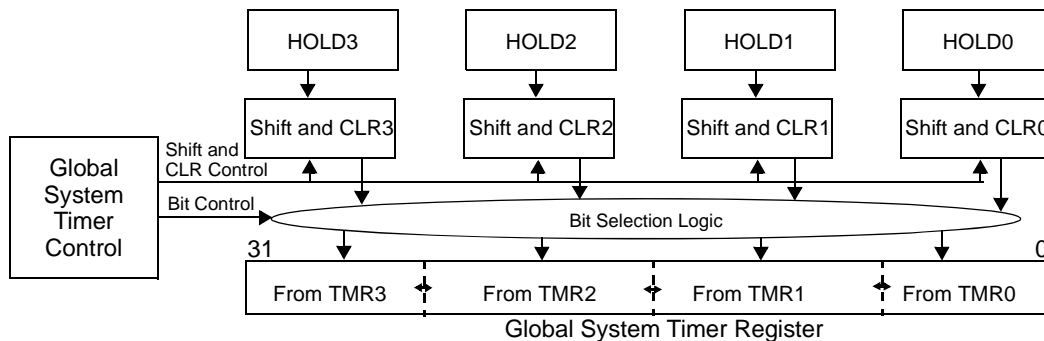 HOLD3
HOLD2
HOLD1
HOLD0
Shift and CLR3
Shift and CLR2
Shift and CLR1
Shift and CLR0
Global
System
Timer
Control
Shift and
CLR Control
Bit Control
Bit Selection Logic
31
0
From TMR3
From TMR2
From TMR1
From TMR0
Global System Timer Register